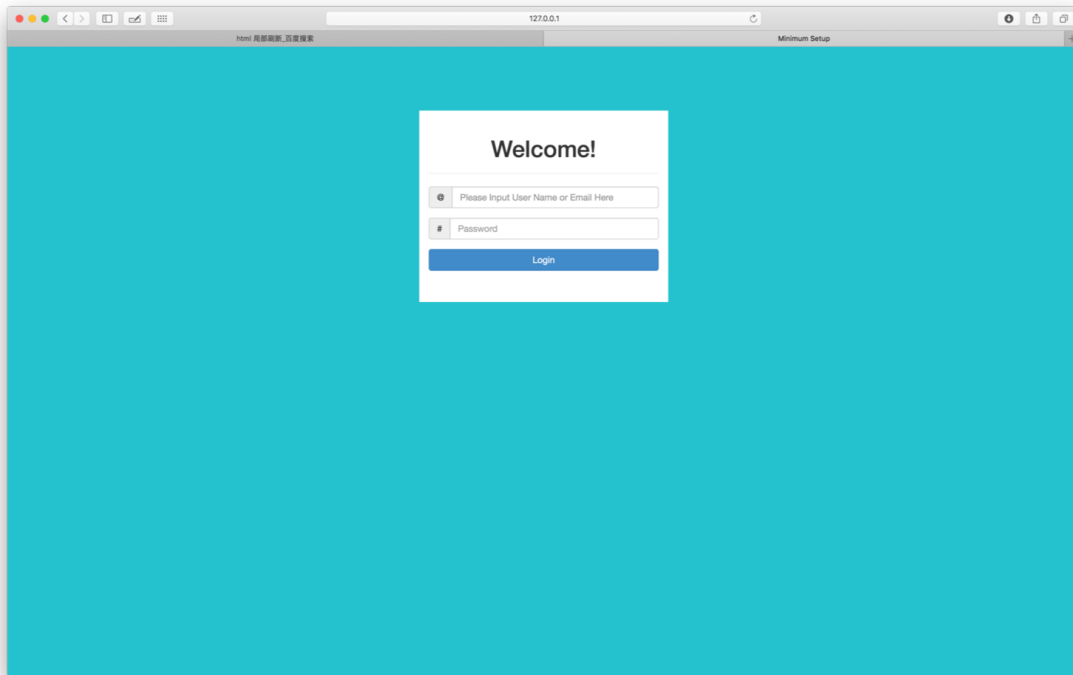 127.0.0.1
html 局部刷新_百度搜索
Minimum Setup
Welcome!
@ Please Input User Name or Email Here
# Password
Login